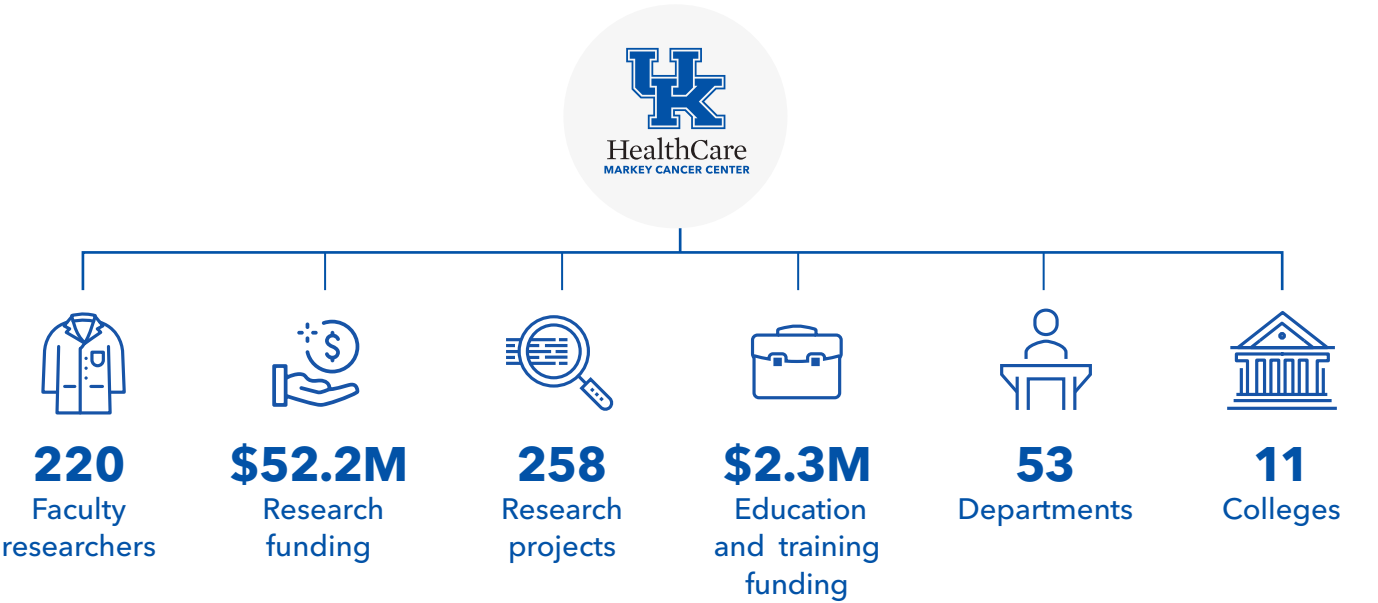 UK
HealthCare
MARKEY CANCER CENTER
$
220
Faculty
researchers
$52.2M
Research
funding
258
Research
projects
$2.3M
Education
and training
funding
53
Departments
11
Colleges